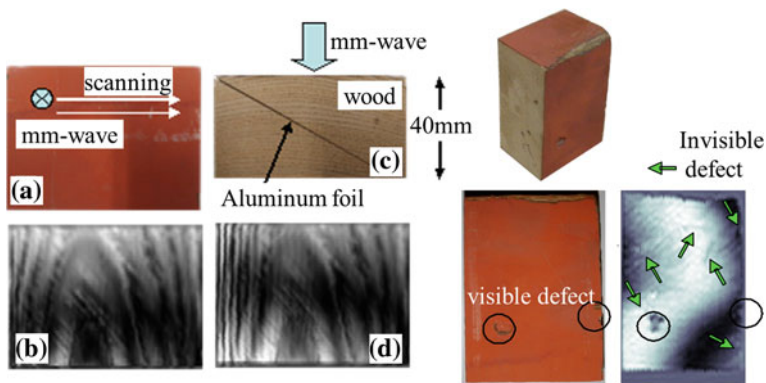 mm-wave
scanning
mm-wave
(a)
wood
(c)
40mm
Aluminum foil
Invisible
defect
(b)
(d)
visible defect